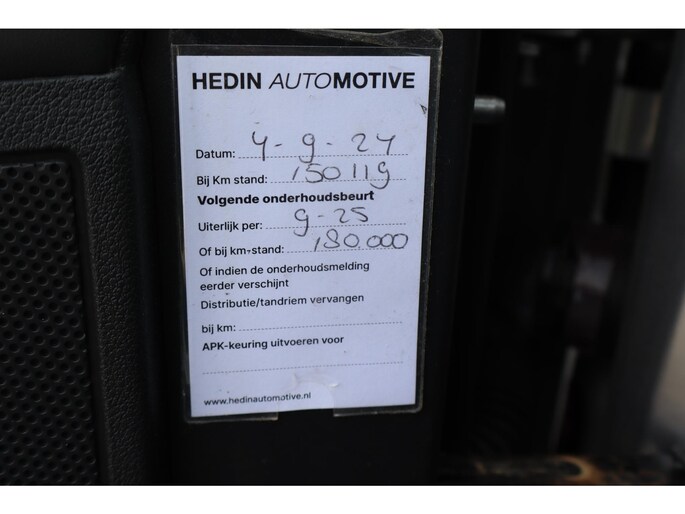 HEDIN AUTOMOTIVE
Datum: 4-9-24
Bij Km stand: 150119
Volgende onderhoudsbeurt
Uiterlijk per: 9-25
Of bij km-stand: 180.000
Of indien de onderhoudsmelding
eerder verschijnt
Distributie/tandriem vervangen
bij km:
APK-keuring uitvoeren voor
www.hedinautomotive.nl